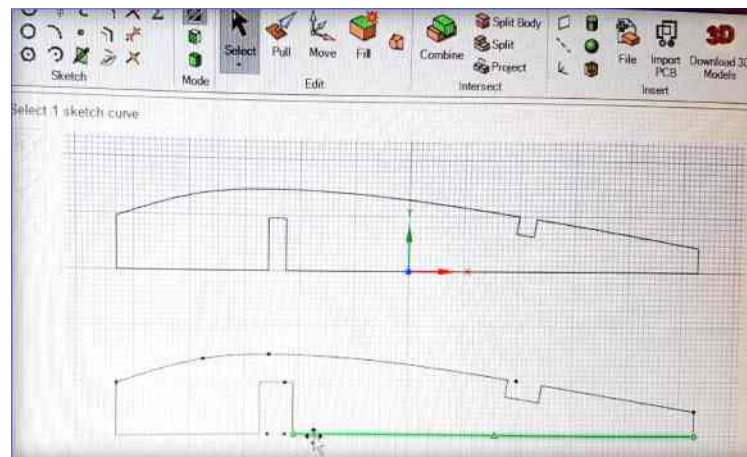 Select
Pull
Move
Fill
Combine
Split Body
Split
Project
File
Import
PCB
Download 3D
Models
3D
Sketch
Mode
Edit
Intersect
Insert
Select 1 sketch curve
Y
X